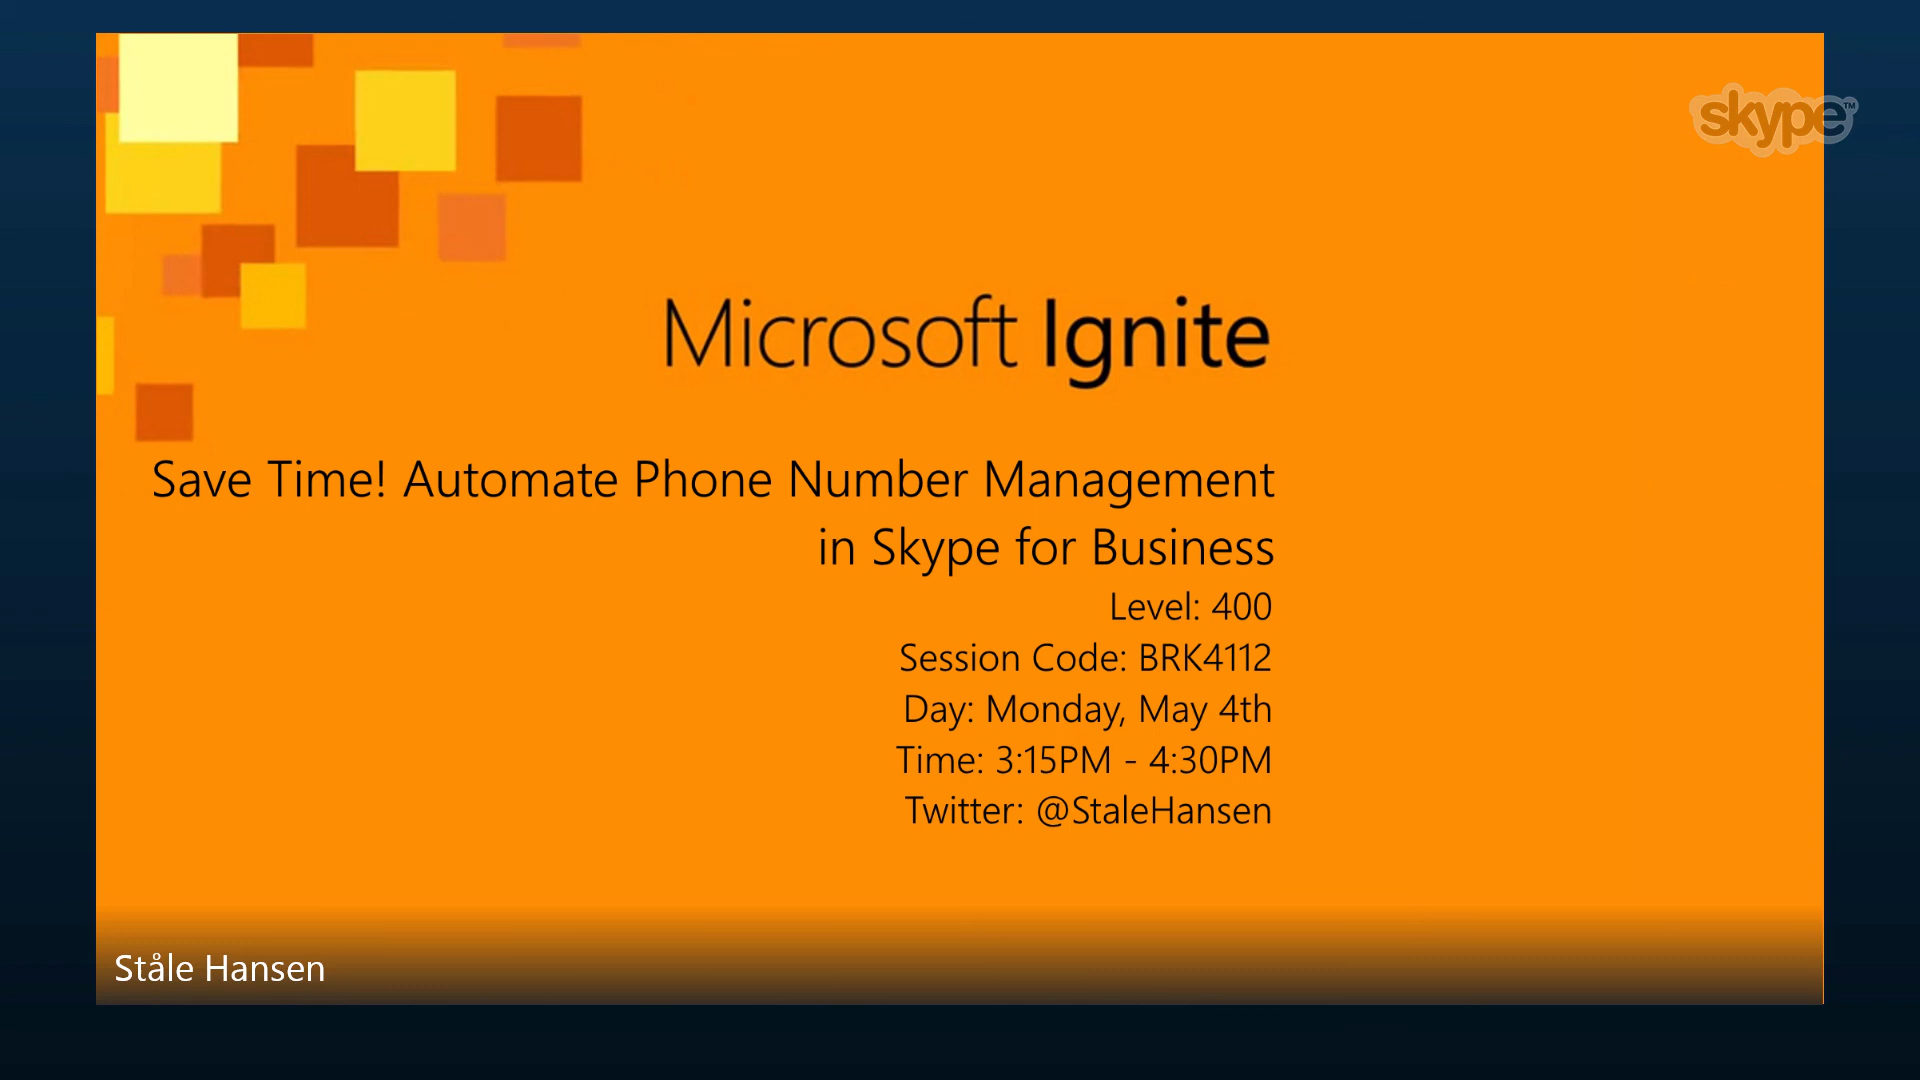 skype™
Microsoft Ignite
Save Time! Automate Phone Number Management
in Skype for Business
Level: 400
Session Code: BRK4112
Day: Monday, May 4th
Time: 3:15PM - 4:30PM
Twitter: @StaleHansen
Ståle Hansen